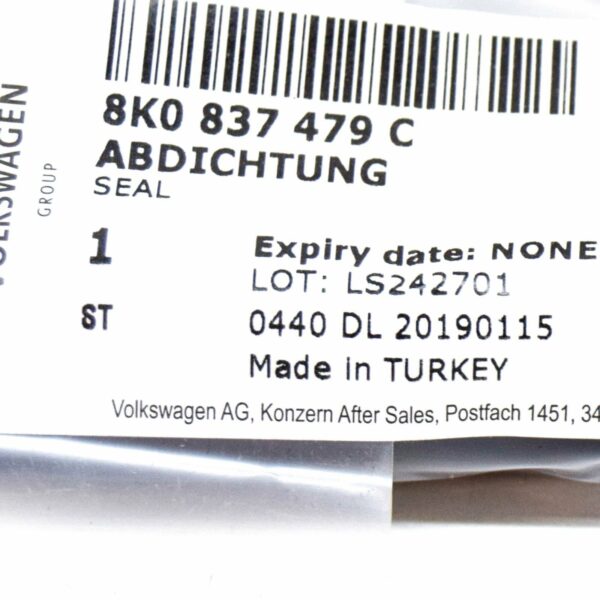 VOLKSWAGEN
GROUP
8K0 837 479 C
ABDICHTUNG
SEAL
1
ST
Expiry date: NONE
LOT: LS242701
0440 DL 20190115
Made in TURKEY
Volkswagen AG, Konzern After Sales, Postfach 1451, 34